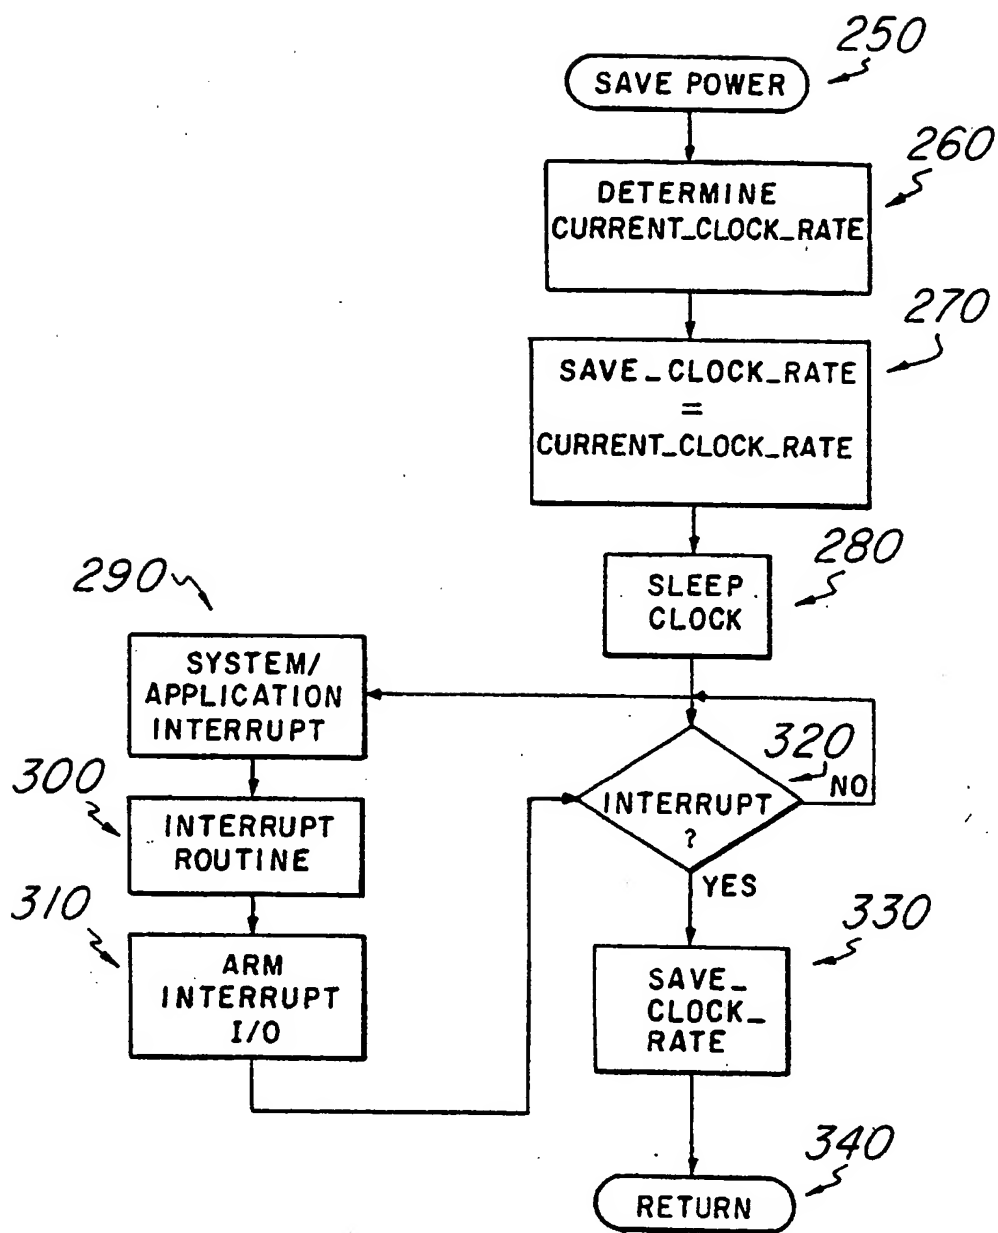 250
SAVE POWER
260
DETERMINE
CURRENT_CLOCK_RATE
270
SAVE_CLOCK_RATE
=
CURRENT_CLOCK_RATE
280
SLEEP
CLOCK
290
SYSTEM/
APPLICATION
INTERRUPT
300
INTERRUPT
ROUTINE
310
ARM
INTERRUPT
I/O
320
INTERRUPT
?
NO
YES
330
SAVE_
CLOCK_
RATE
340
RETURN